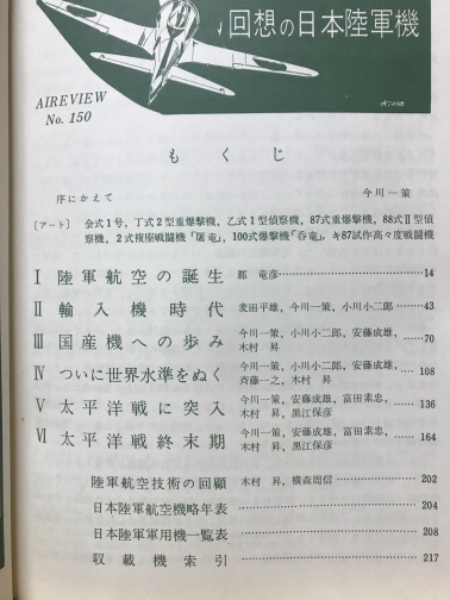 回想の日本陸軍機
AIREVIEW
No. 150
もくじ
序にかえて 今川一策
〔アート〕 会式1号，丁式2型重爆撃機，乙式1型偵察機，87式重爆撃機，88式II型偵
察機，2式複座戦闘機「屠竜」，100式爆撃機「呑竜」，キ87試作高々度戦闘機
I 陸軍航空の誕生 郡 竜彦……14
II 輸入機時代 麦田平雄，今川一策，小川小二郎……43
III 国産機への歩み 今川一策，小川小二郎，安藤成雄，
木村 昇……70
IV ついに世界水準をぬく 今川一策，小川小二郎，安藤成雄，
斉藤一之，木村 昇……108
V 太平洋戦に突入 今川一策，安藤成雄，富田素忠，
木村 昇，黒江保彦……136
VI 太平洋戦終末期 今川一策，安藤成雄，富田素忠，
木村 昇，黒江保彦……164
陸軍航空技術の回顧 木村 昇，横森周信……202
日本陸軍航空機略年表……204
日本陸軍軍用機一覧表……208
収載機索引……217